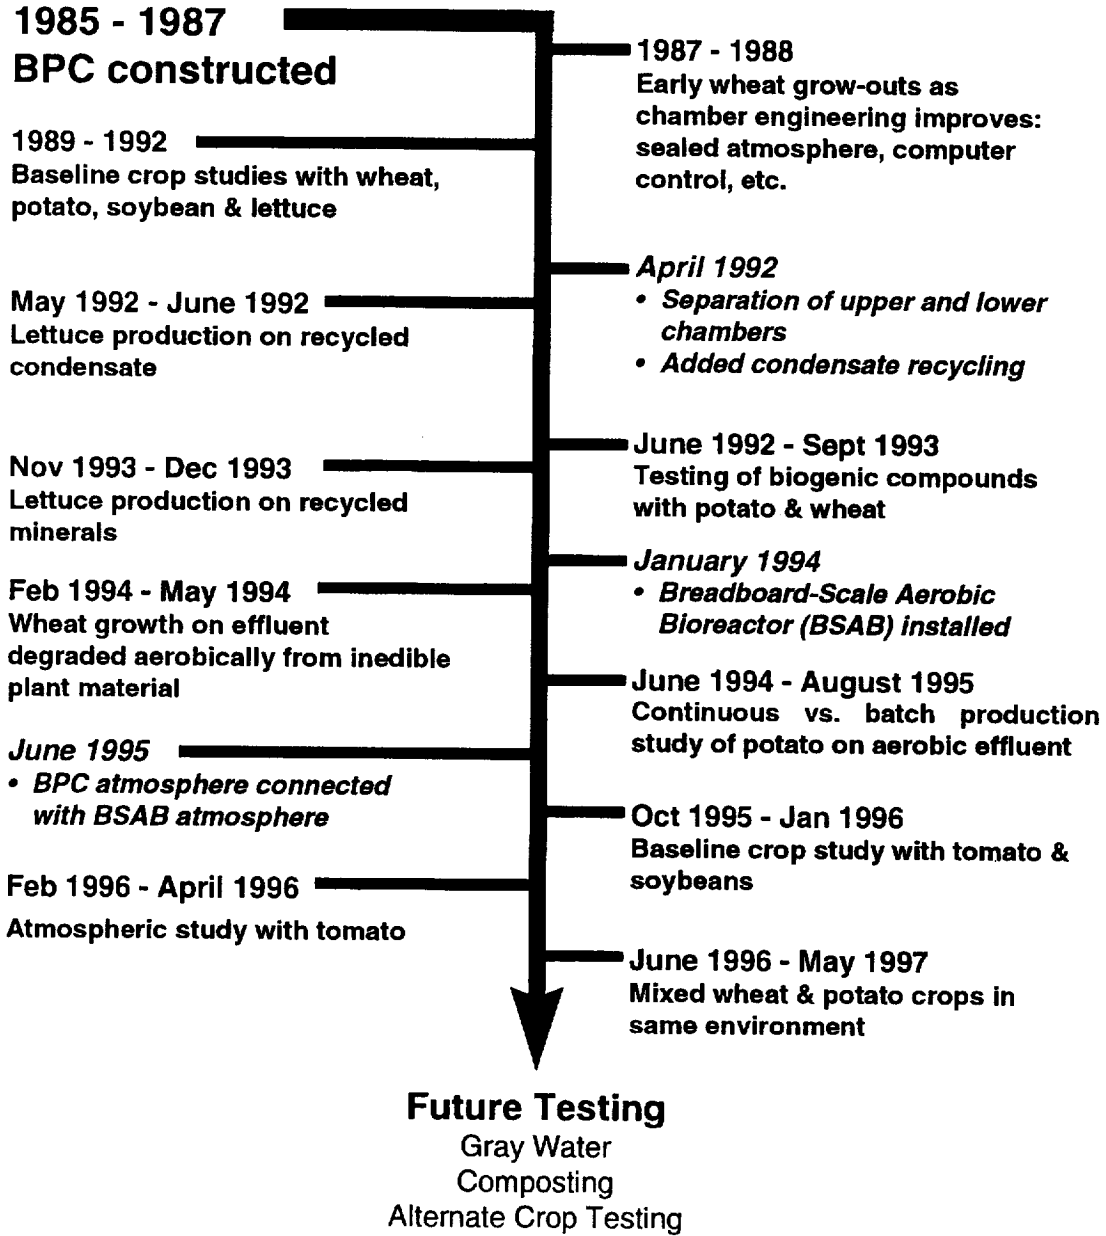 1985 - 1987
BPC constructed
1987 - 1988
Early wheat grow-outs as
chamber engineering improves:
sealed atmosphere, computer
control, etc.
1989 - 1992
Baseline crop studies with wheat,
potato, soybean & lettuce
April 1992
• Separation of upper and lower
chambers
• Added condensate recycling
May 1992 - June 1992
Lettuce production on recycled
condensate
June 1992 - Sept 1993
Testing of biogenic compounds
with potato & wheat
Nov 1993 - Dec 1993
Lettuce production on recycled
minerals
January 1994
• Breadboard-Scale Aerobic
Bioreactor (BSAB) installed
Feb 1994 - May 1994
Wheat growth on effluent
degraded aerobically from inedible
plant material
June 1994 - August 1995
Continuous vs. batch production
study of potato on aerobic effluent
June 1995
• BPC atmosphere connected
with BSAB atmosphere
Oct 1995 - Jan 1996
Baseline crop study with tomato &
soybeans
Feb 1996 - April 1996
Atmospheric study with tomato
June 1996 - May 1997
Mixed wheat & potato crops in
same environment
Future Testing
Gray Water
Composting
Alternate Crop Testing